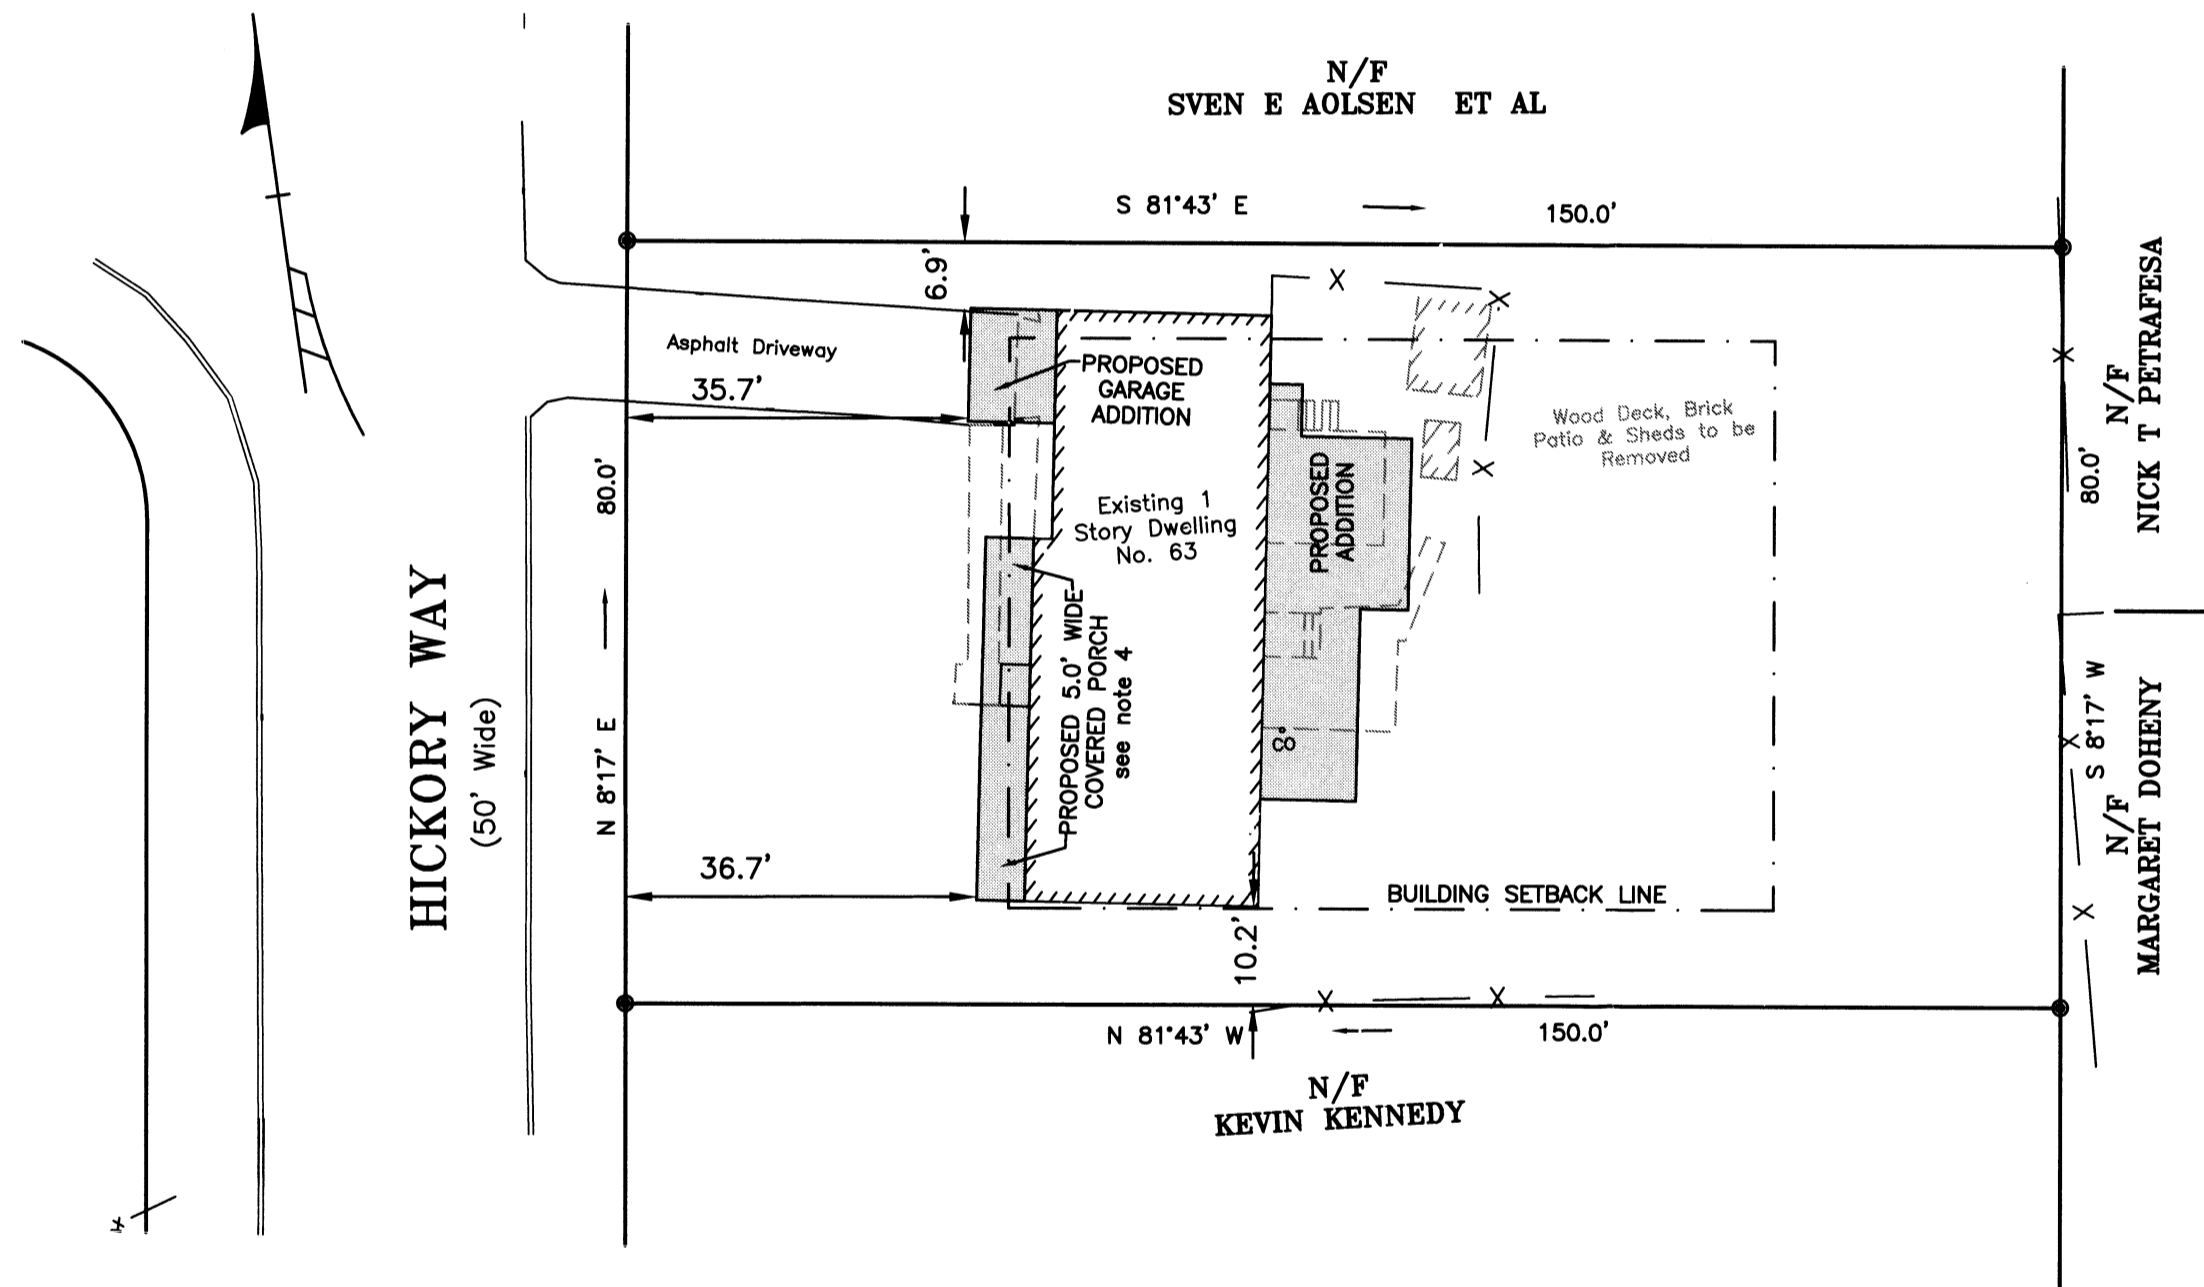 N/F
SVEN E AOLSEN ET AL
S 81°43' E
150.0'
6.9'
Asphalt Driveway
35.7'
PROPOSED
GARAGE
ADDITION
Wood Deck, Brick
Patio & Sheds to be
Removed
N/F
NICK T PETRAFESA
80.0'
80.0'
PROPOSED
ADDITION
Existing 1
Story Dwelling
No. 63
HICKORY WAY
(50' Wide)
N 8°17' E
PROPOSED 5.0' WIDE
COVERED PORCH
see note 4
CO
S 8°17' W
N/F
MARGARET DOHENY
36.7'
BUILDING SETBACK LINE
10.2'
N 81°43' W
150.0'
N/F
KEVIN KENNEDY